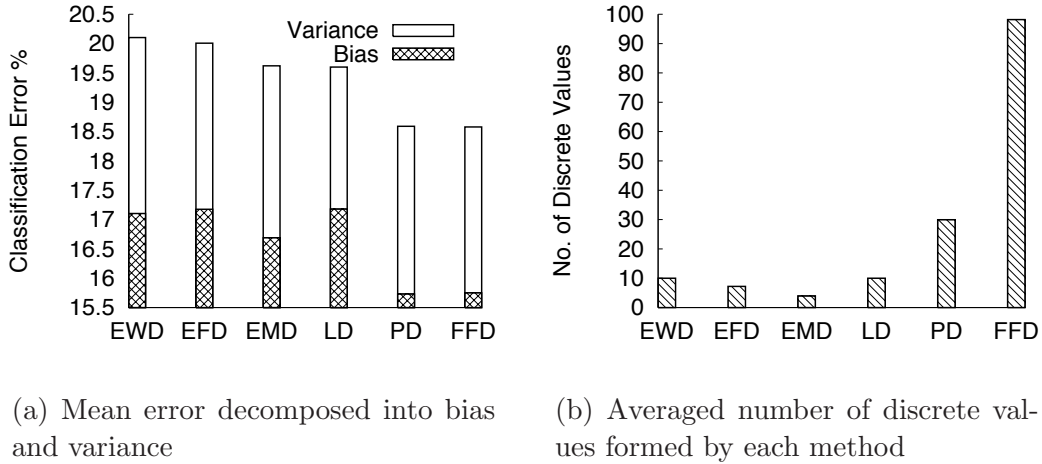 20.5
20
19.5
19
18.5
18
17.5
17
16.5
16
15.5
Classification Error %
Variance
Bias
EWD EFD EMD LD PD FFD
100
90
80
70
60
50
40
30
20
10
0
No. of Discrete Values
EWD EFD EMD LD PD FFD
(a) Mean error decomposed into bias
and variance
(b) Averaged number of discrete val-
ues formed by each method